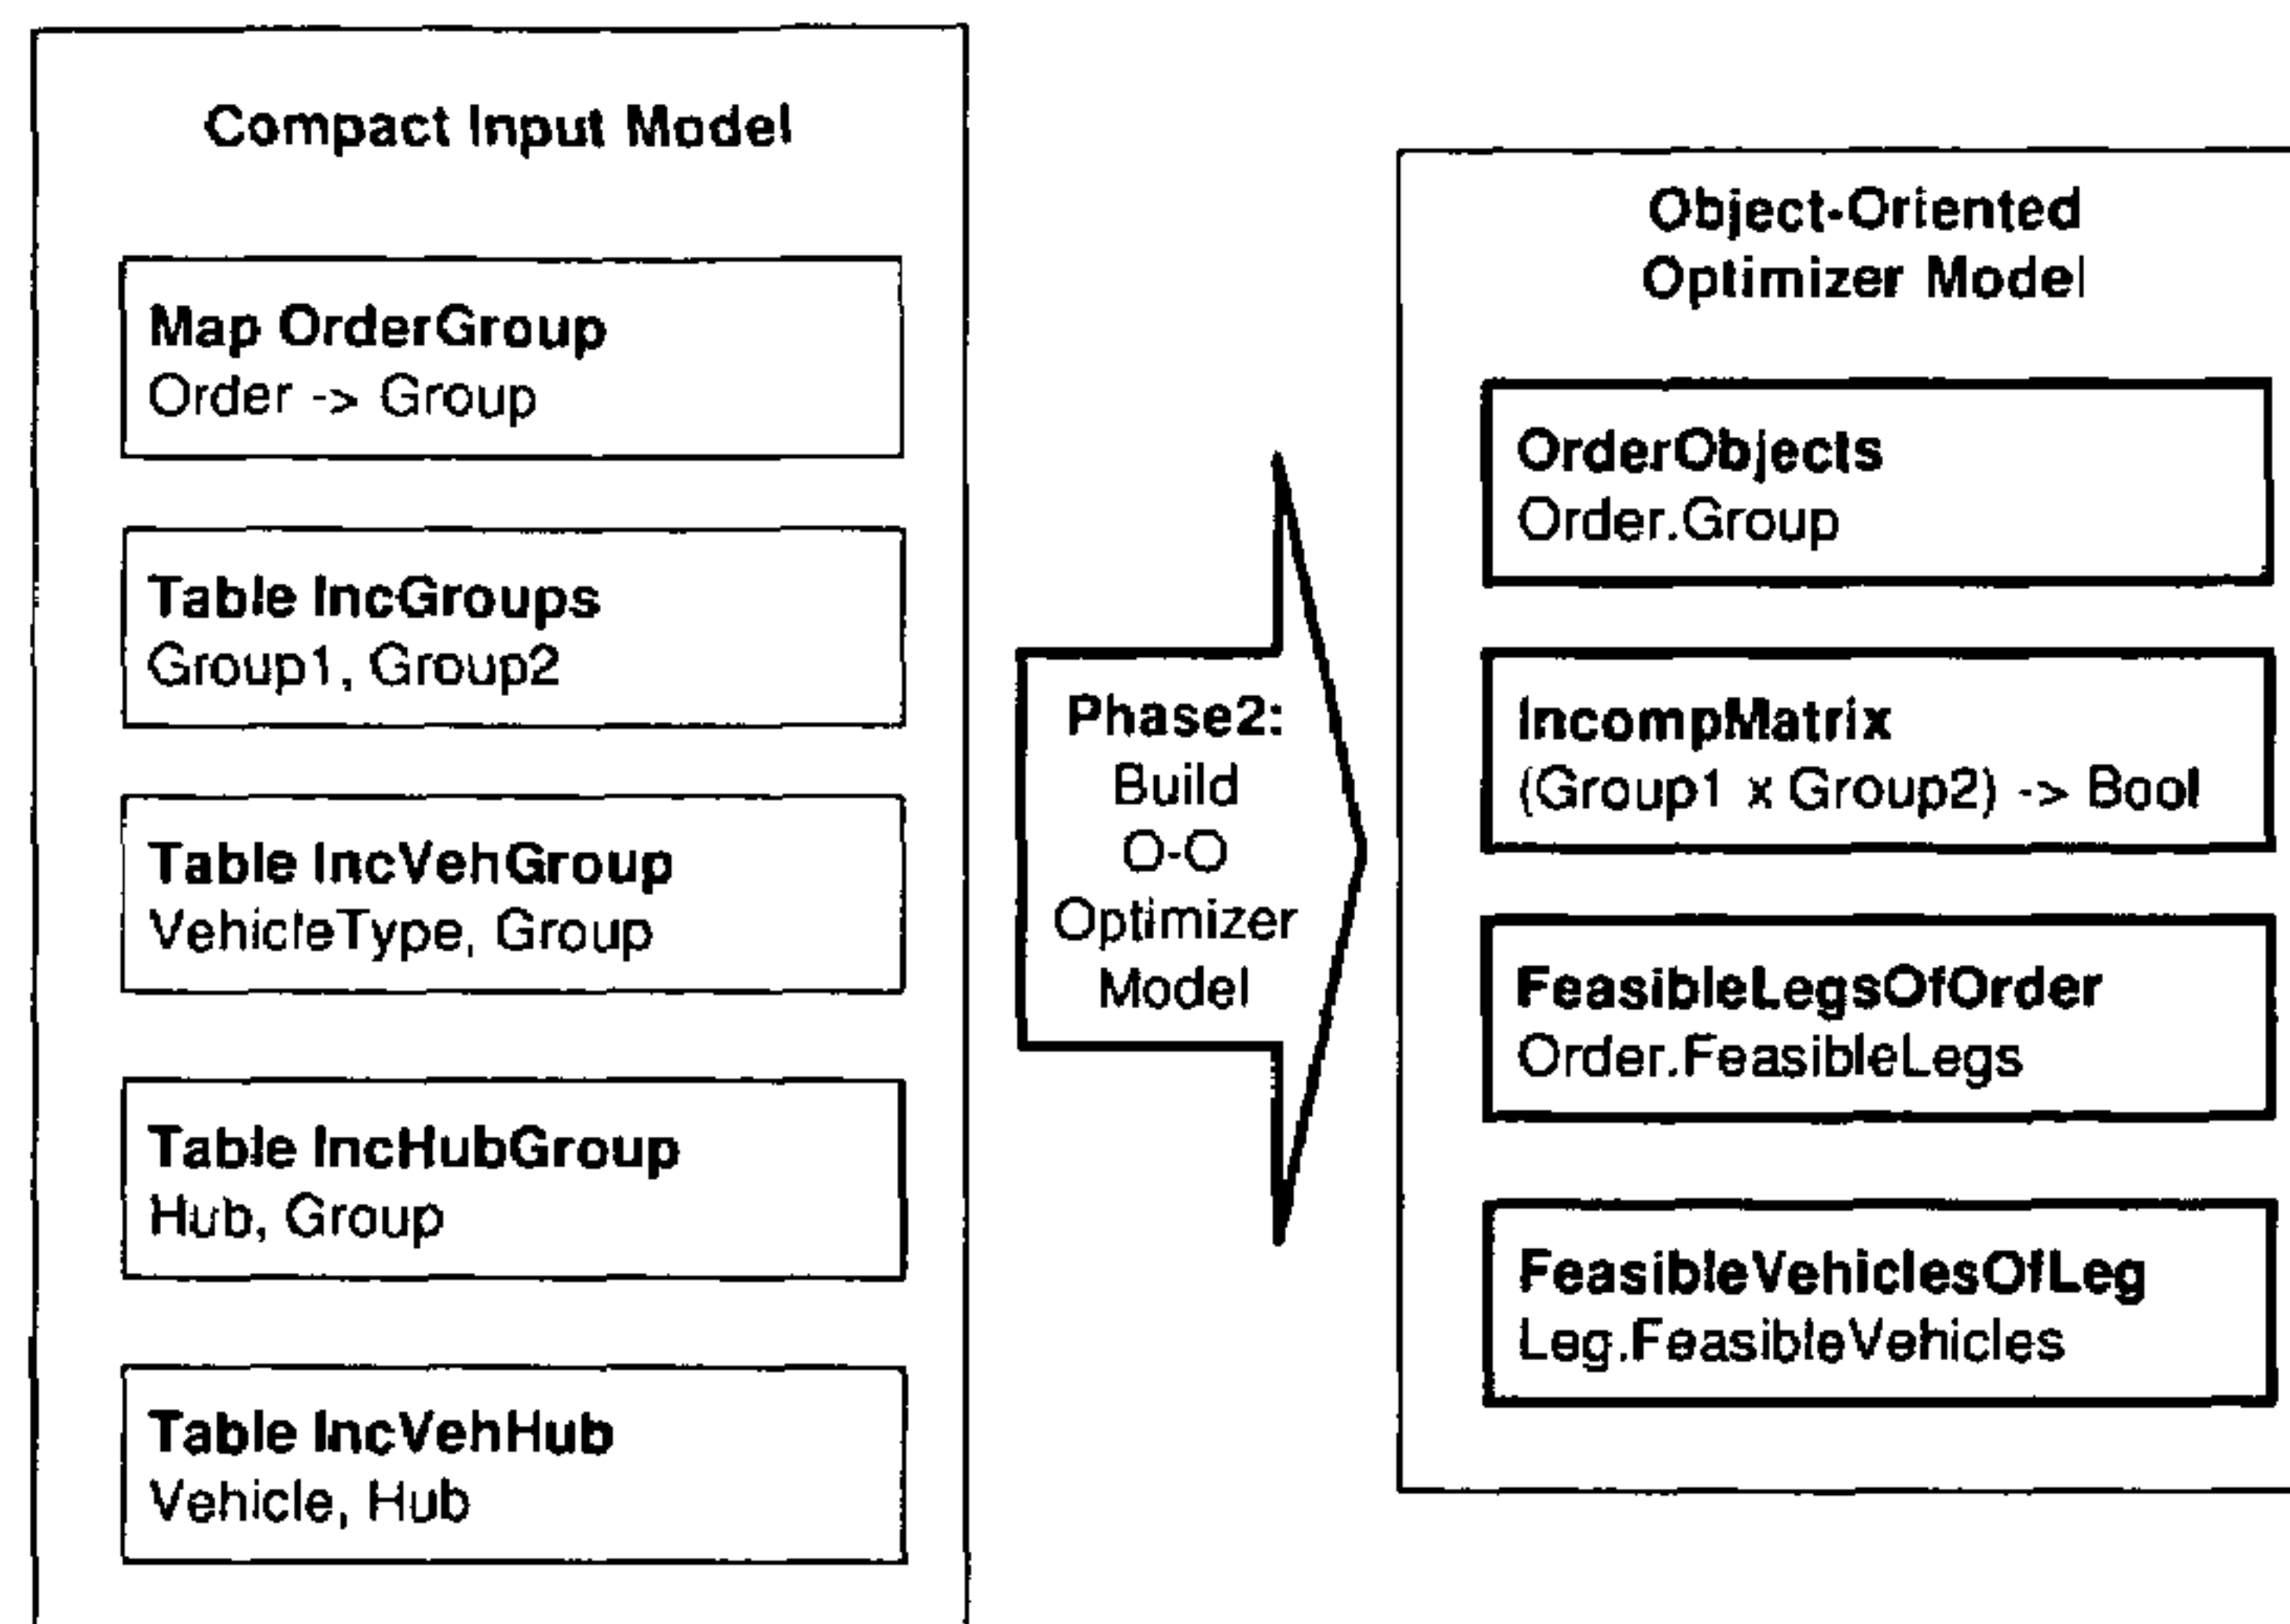 Compact Input Model
Map OrderGroup
Order -> Group
Table IncGroups
Group1, Group2
Table IncVehGroup
VehicleType, Group
Table IncHubGroup
Hub, Group
Table IncVehHub
Vehicle, Hub
Phase2:
Build
O-O
Optimizer
Model
Object-Oriented
Optimizer Model
OrderObjects
Order.Group
IncompMatrix
(Group1 x Group2) -> Bool
FeasibleLegsOfOrder
Order.FeasibleLegs
FeasibleVehiclesOfLeg
Leg.FeasibleVehicles